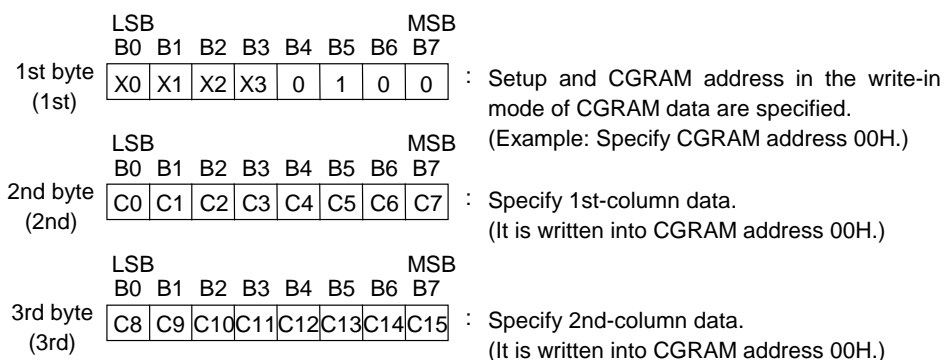 LSB MSB
B0 B1 B2 B3 B4 B5 B6 B7
1st byte (1st) X0 X1 X2 X3 0 1 0 0 : Setup and CGRAM address in the write-in
mode of CGRAM data are specified.
(Example: Specify CGRAM address 00H.)
LSB MSB
B0 B1 B2 B3 B4 B5 B6 B7
2nd byte (2nd) C0 C1 C2 C3 C4 C5 C6 C7 : Specify 1st-column data.
(It is written into CGRAM address 00H.)
LSB MSB
B0 B1 B2 B3 B4 B5 B6 B7
3rd byte (3rd) C8 C9 C10 C11 C12 C13 C14 C15 : Specify 2nd-column data.
(It is written into CGRAM address 00H.)